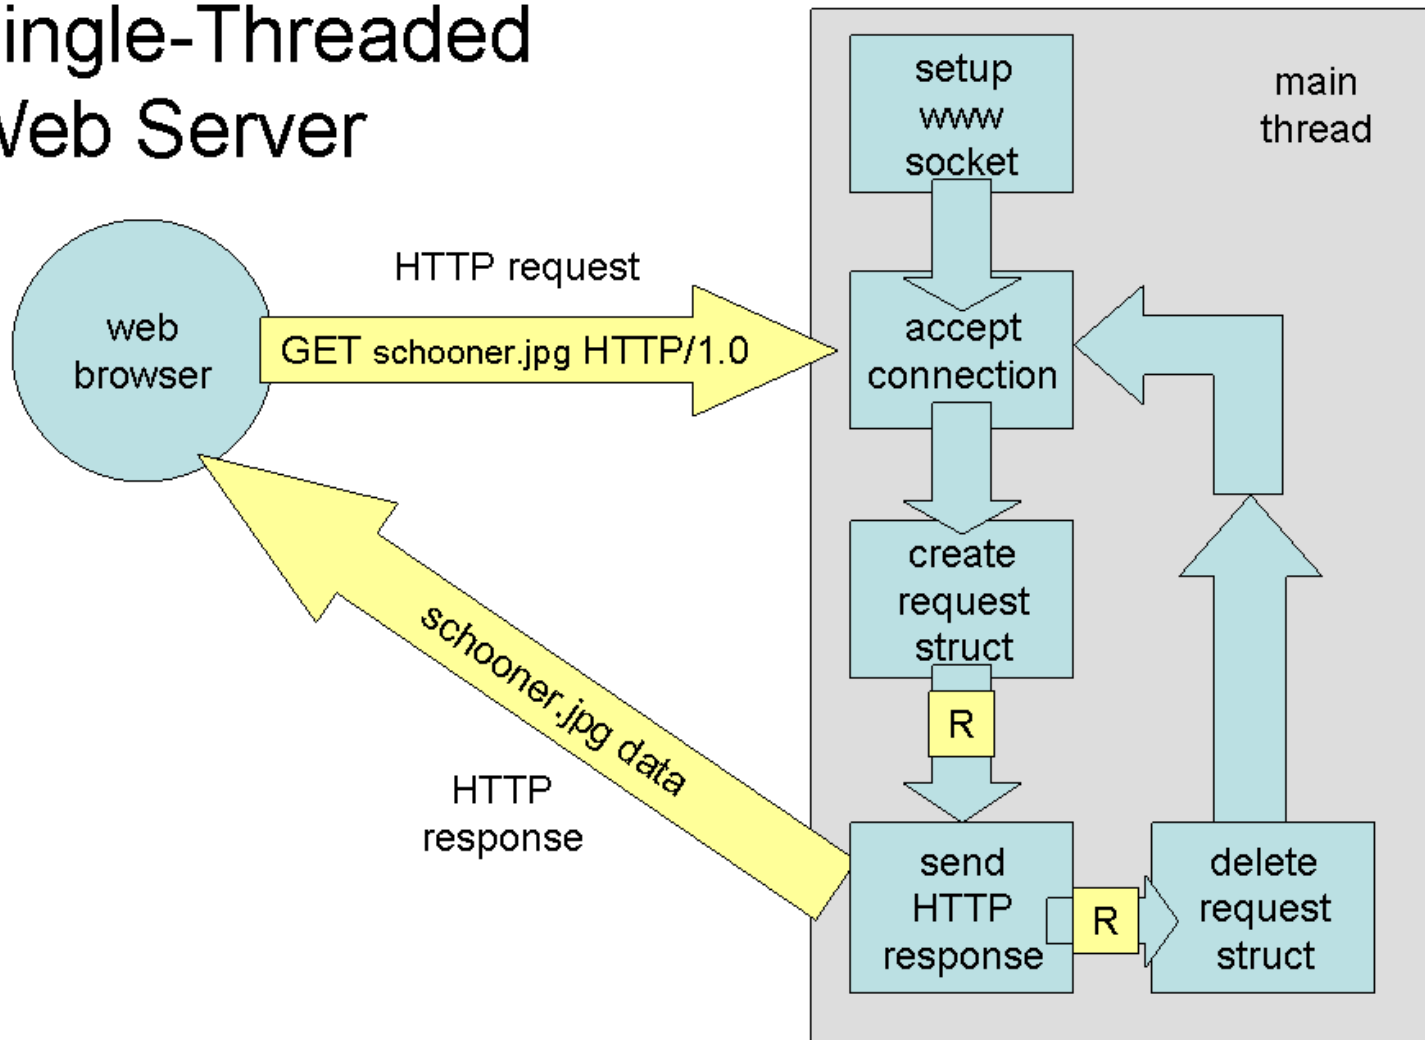 ingle-Threaded
Web Server
setup
www
socket
main
thread
HTTP request
web
browser
GET schooner.jpg HTTP/1.0
accept
connection
create
request
struct
R
schooner.jpg data
HTTP
response
send
HTTP
response
R
delete
request
struct